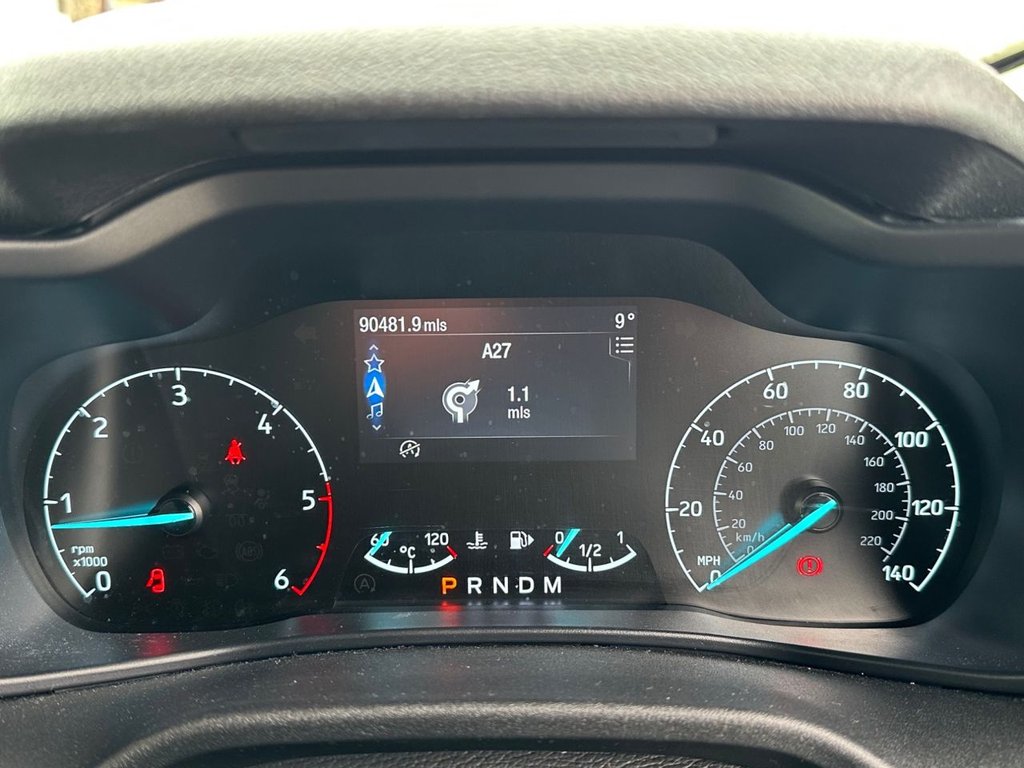 90481.9 mls 9°
A27
1.1
mls
0 1 2 3 4 5 6
rpm
x1000
ABS
60 °C 120
0 1/2 1
A
P R N D M
0 20 40 60 80 100 120 140
MPH
0 20 40 60 80 100 120 140 160 180 200 220
km/h